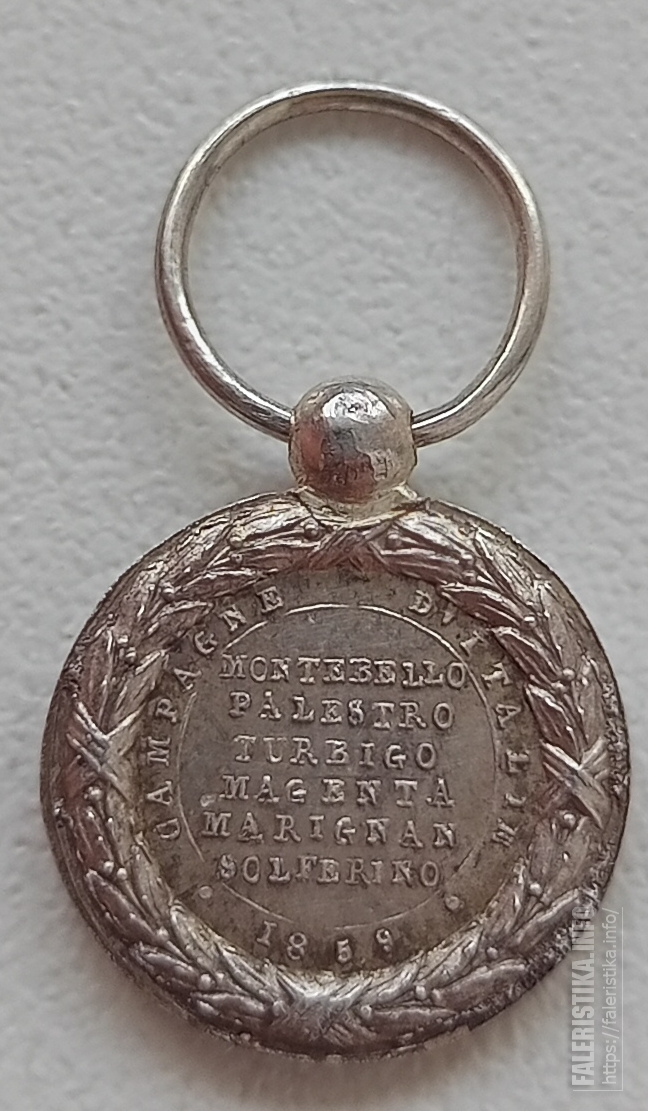 CAMPAGNE D'ITALIE
MONTEBELLO
PALESTRO
TURBIGO
MAGENTA
MARIGNAN
SOLFERINO
1859
FALERISTIKA.INFO
https://faleristika.info/